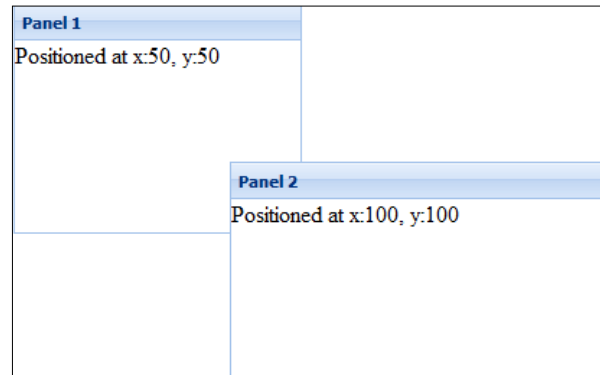 Panel 1
Positioned at x:50, y:50
Panel 2
Positioned at x:100, y:100